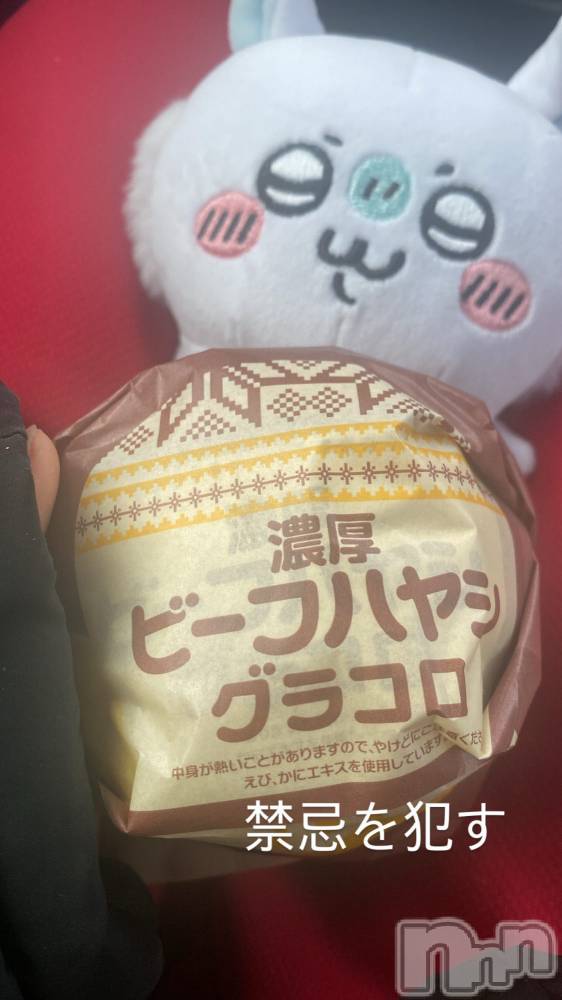 濃厚
ビーフハヤシ
グラコロ
中身が熱いことがありますので、やけどにご
えび、かにエキスを使用しています
禁忌を犯す
nnn